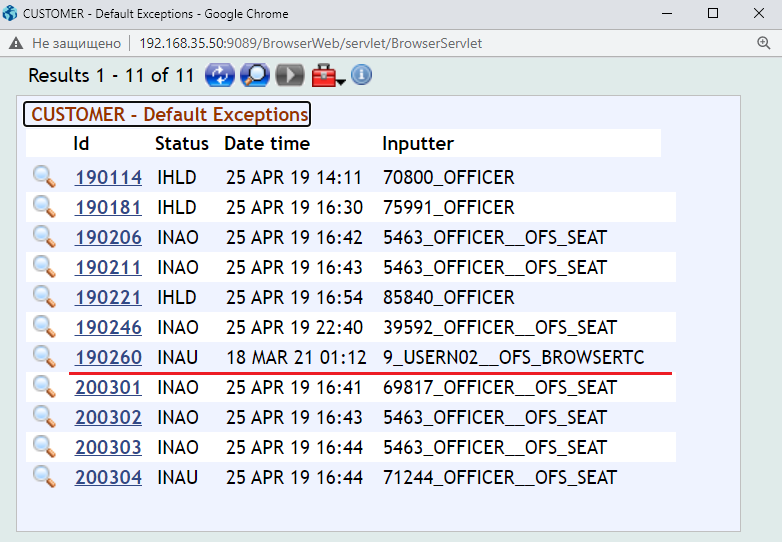 CUSTOMER - Default Exceptions - Google Chrome
Не защищено 192.168.35.50:9089/BrowserWeb/servlet/BrowserServlet
Results 1 - 11 of 11
CUSTOMER - Default Exceptions
Id Status Date time Inputter
190114 IHLD 25 APR 19 14:11 70800_OFFICER
190181 IHLD 25 APR 19 16:30 75991_OFFICER
190206 INAO 25 APR 19 16:42 5463_OFFICER__OFS_SEAT
190211 INAO 25 APR 19 16:43 5463_OFFICER__OFS_SEAT
190221 IHLD 25 APR 19 16:54 85840_OFFICER
190246 INAO 25 APR 19 22:40 39592_OFFICER__OFS_SEAT
190260 INAU 18 MAR 21 01:12 9_USERN02__OFS_BROWSERTC
200301 INAO 25 APR 19 16:41 69817_OFFICER__OFS_SEAT
200302 INAO 25 APR 19 16:43 5463_OFFICER__OFS_SEAT
200303 INAO 25 APR 19 16:44 5463_OFFICER__OFS_SEAT
200304 INAU 25 APR 19 16:44 71244_OFFICER__OFS_SEAT